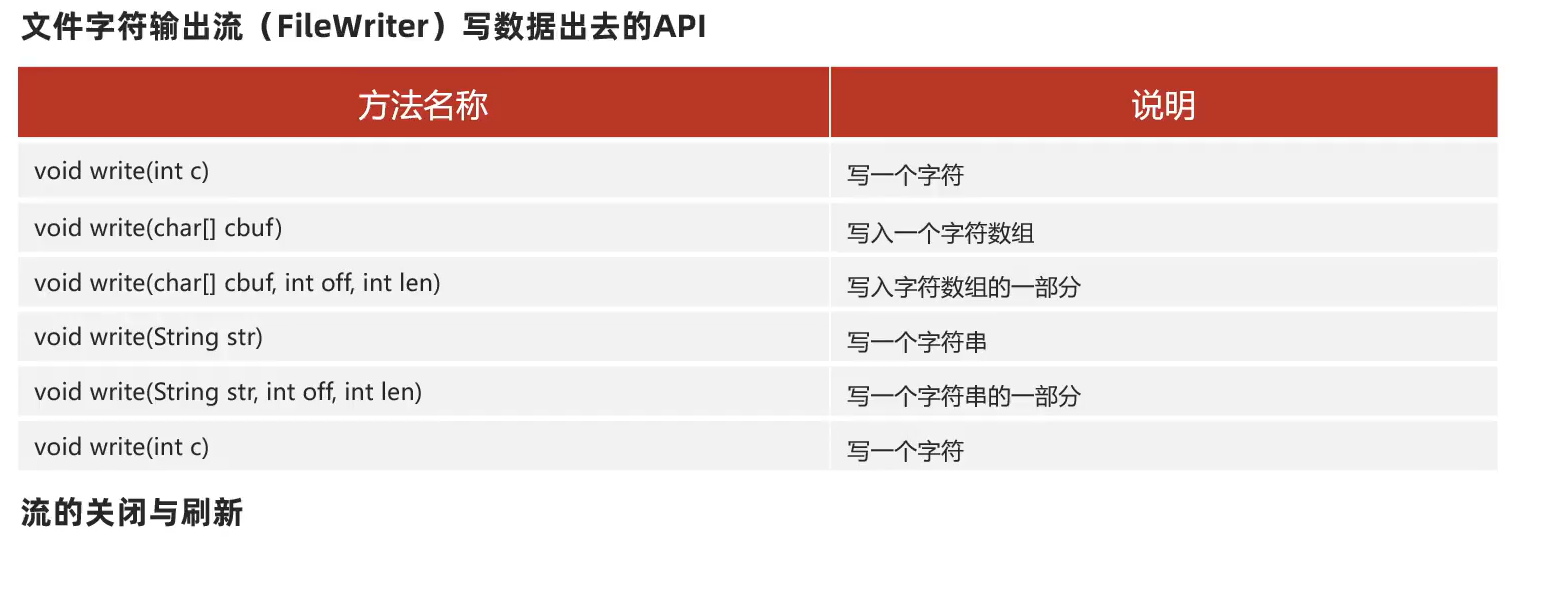 文件字符输出流（FileWriter）写数据出去的API
方法名称 说明
void write(int c) 写一个字符
void write(char[] cbuf) 写入一个字符数组
void write(char[] cbuf, int off, int len) 写入字符数组的一部分
void write(String str) 写一个字符串
void write(String str, int off, int len) 写一个字符串的一部分
void write(int c) 写一个字符
流的关闭与刷新